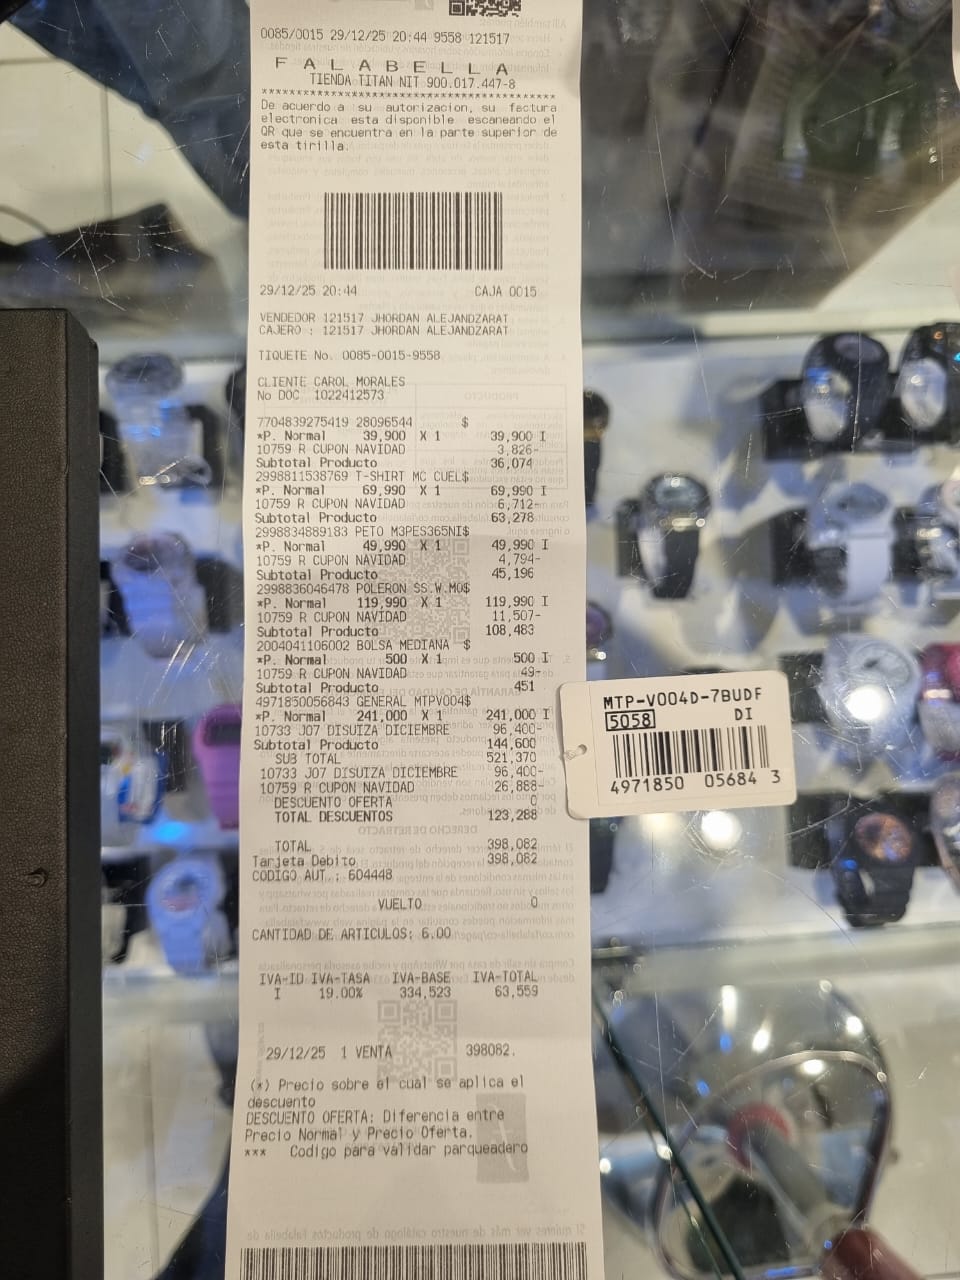 0085/0015 29/12/25 20:44 9558 121517
FALABELLA
TIENDA TITAN NIT 900.017.447-8
******************************************
De acuerdo a su autorizacion, su factura
electronica esta disponible escaneando el
QR que se encuentra en la parte superior de
esta tirilla.
29/12/25 20:44 CAJA 0015
VENDEDOR 121517 JHORDAN ALEJANDZARAT
CAJERO : 121517 JHORDAN ALEJANDZARAT
TIQUETE No. 0085-0015-9558
CLIENTE CAROL MORALES
No DOC 1022412573
7704839275419 28096544 $
*P. Normal 39,900 X 1 39,900 I
10759 R CUPON NAVIDAD 3,826-
Subtotal Producto 36,074
2998811538769 T-SHIRT MC CUEL$
*P. Normal 69,990 X 1 69,990 I
10759 R CUPON NAVIDAD 6,712-
Subtotal Producto 63,278
2998834889183 PETO M3PES365NI$
*P. Normal 49,990 X 1 49,990 I
10759 R CUPON NAVIDAD 4,794-
Subtotal Producto 45,196
2998836046478 POLERON SS.W.MO$
*P. Normal 119,990 X 1 119,990 I
10759 R CUPON NAVIDAD 11,507-
Subtotal Producto 108,483
2004041106002 BOLSA MEDIANA $
*P. Normal 500 X 1 500 I
10759 R CUPON NAVIDAD 49-
Subtotal Producto 451
4971850056843 GENERAL MTPV004$
*P. Normal 241,000 X 1 241,000 I
10733 J07 DISUIZA DICIEMBRE 96,400-
Subtotal Producto 144,600
SUB TOTAL 521,370
10733 J07 DISUIZA DICIEMBRE 96,400-
10759 R CUPON NAVIDAD 26,888-
DESCUENTO OFERTA 0
TOTAL DESCUENTOS 123,288
TOTAL 398,082
Tarjeta Debito 398,082
CODIGO AUT.: 604448
VUELTO 0
CANTIDAD DE ARTICULOS; 6.00
IVA-ID IVA-TASA IVA-BASE IVA-TOTAL
I 19.00% 334,523 63,559
29/12/25 1 VENTA 398082.
(*) Precio sobre el cual se aplica el
descuento
DESCUENTO OFERTA: Diferencia entre
Precio Normal y Precio Oferta.
*** Codigo para validar parqueadero
MTP-V004D-7BUDF
5058 DI
4971850 05684 3